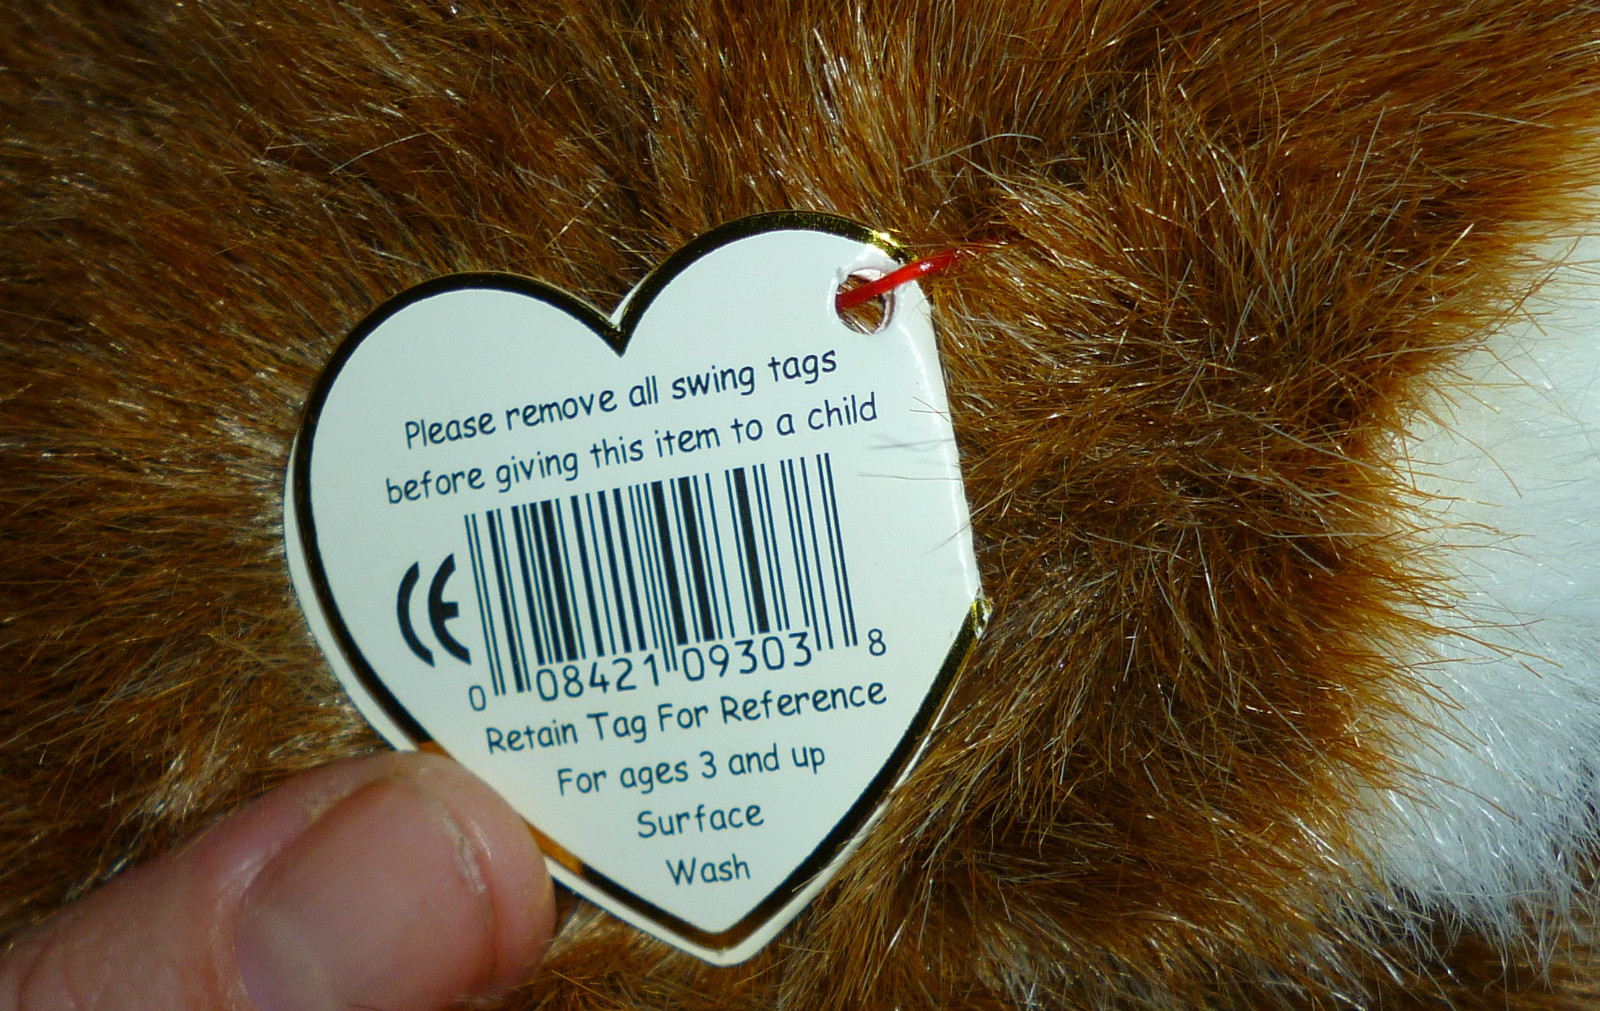 Please remove all swing tags
before giving this item to a child
CE
0 08421 09303 8
Retain Tag For Reference
For ages 3 and up
Surface
Wash